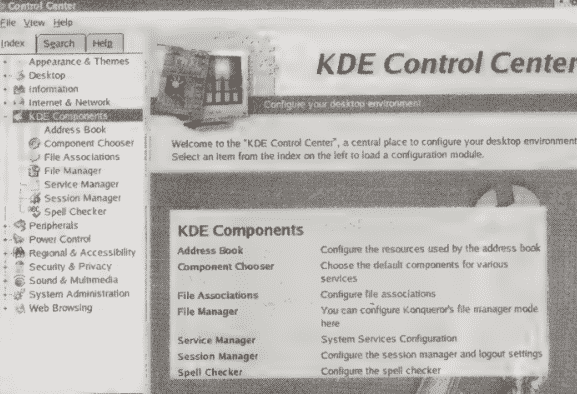 Control Center
File View Help
Index Search Help
Appearance & Themes
Desktop
Information
Internet & Network
KDE Components
Address Book
Component Chooser
File Associations
File Manager
Service Manager
Session Manager
Spell Checker
Peripherals
Power Control
Regional & Accessibility
Security & Privacy
Sound & Multimedia
System Administration
Web Browsing
KDE Control Center
Configure your desktop environment
Welcome to the "KDE Control Center", a central place to configure your desktop environment
Select an item from the index on the left to load a configuration module.
KDE Components
Address Book Configure the resources used by the address book
Component Chooser Choose the default components for various
services
File Associations Configure file associations
File Manager You can configure Konqueror's file manager mode
here
Service Manager System Services Configuration
Session Manager Configure the session manager and logout settings
Spell Checker Configure the spell checker